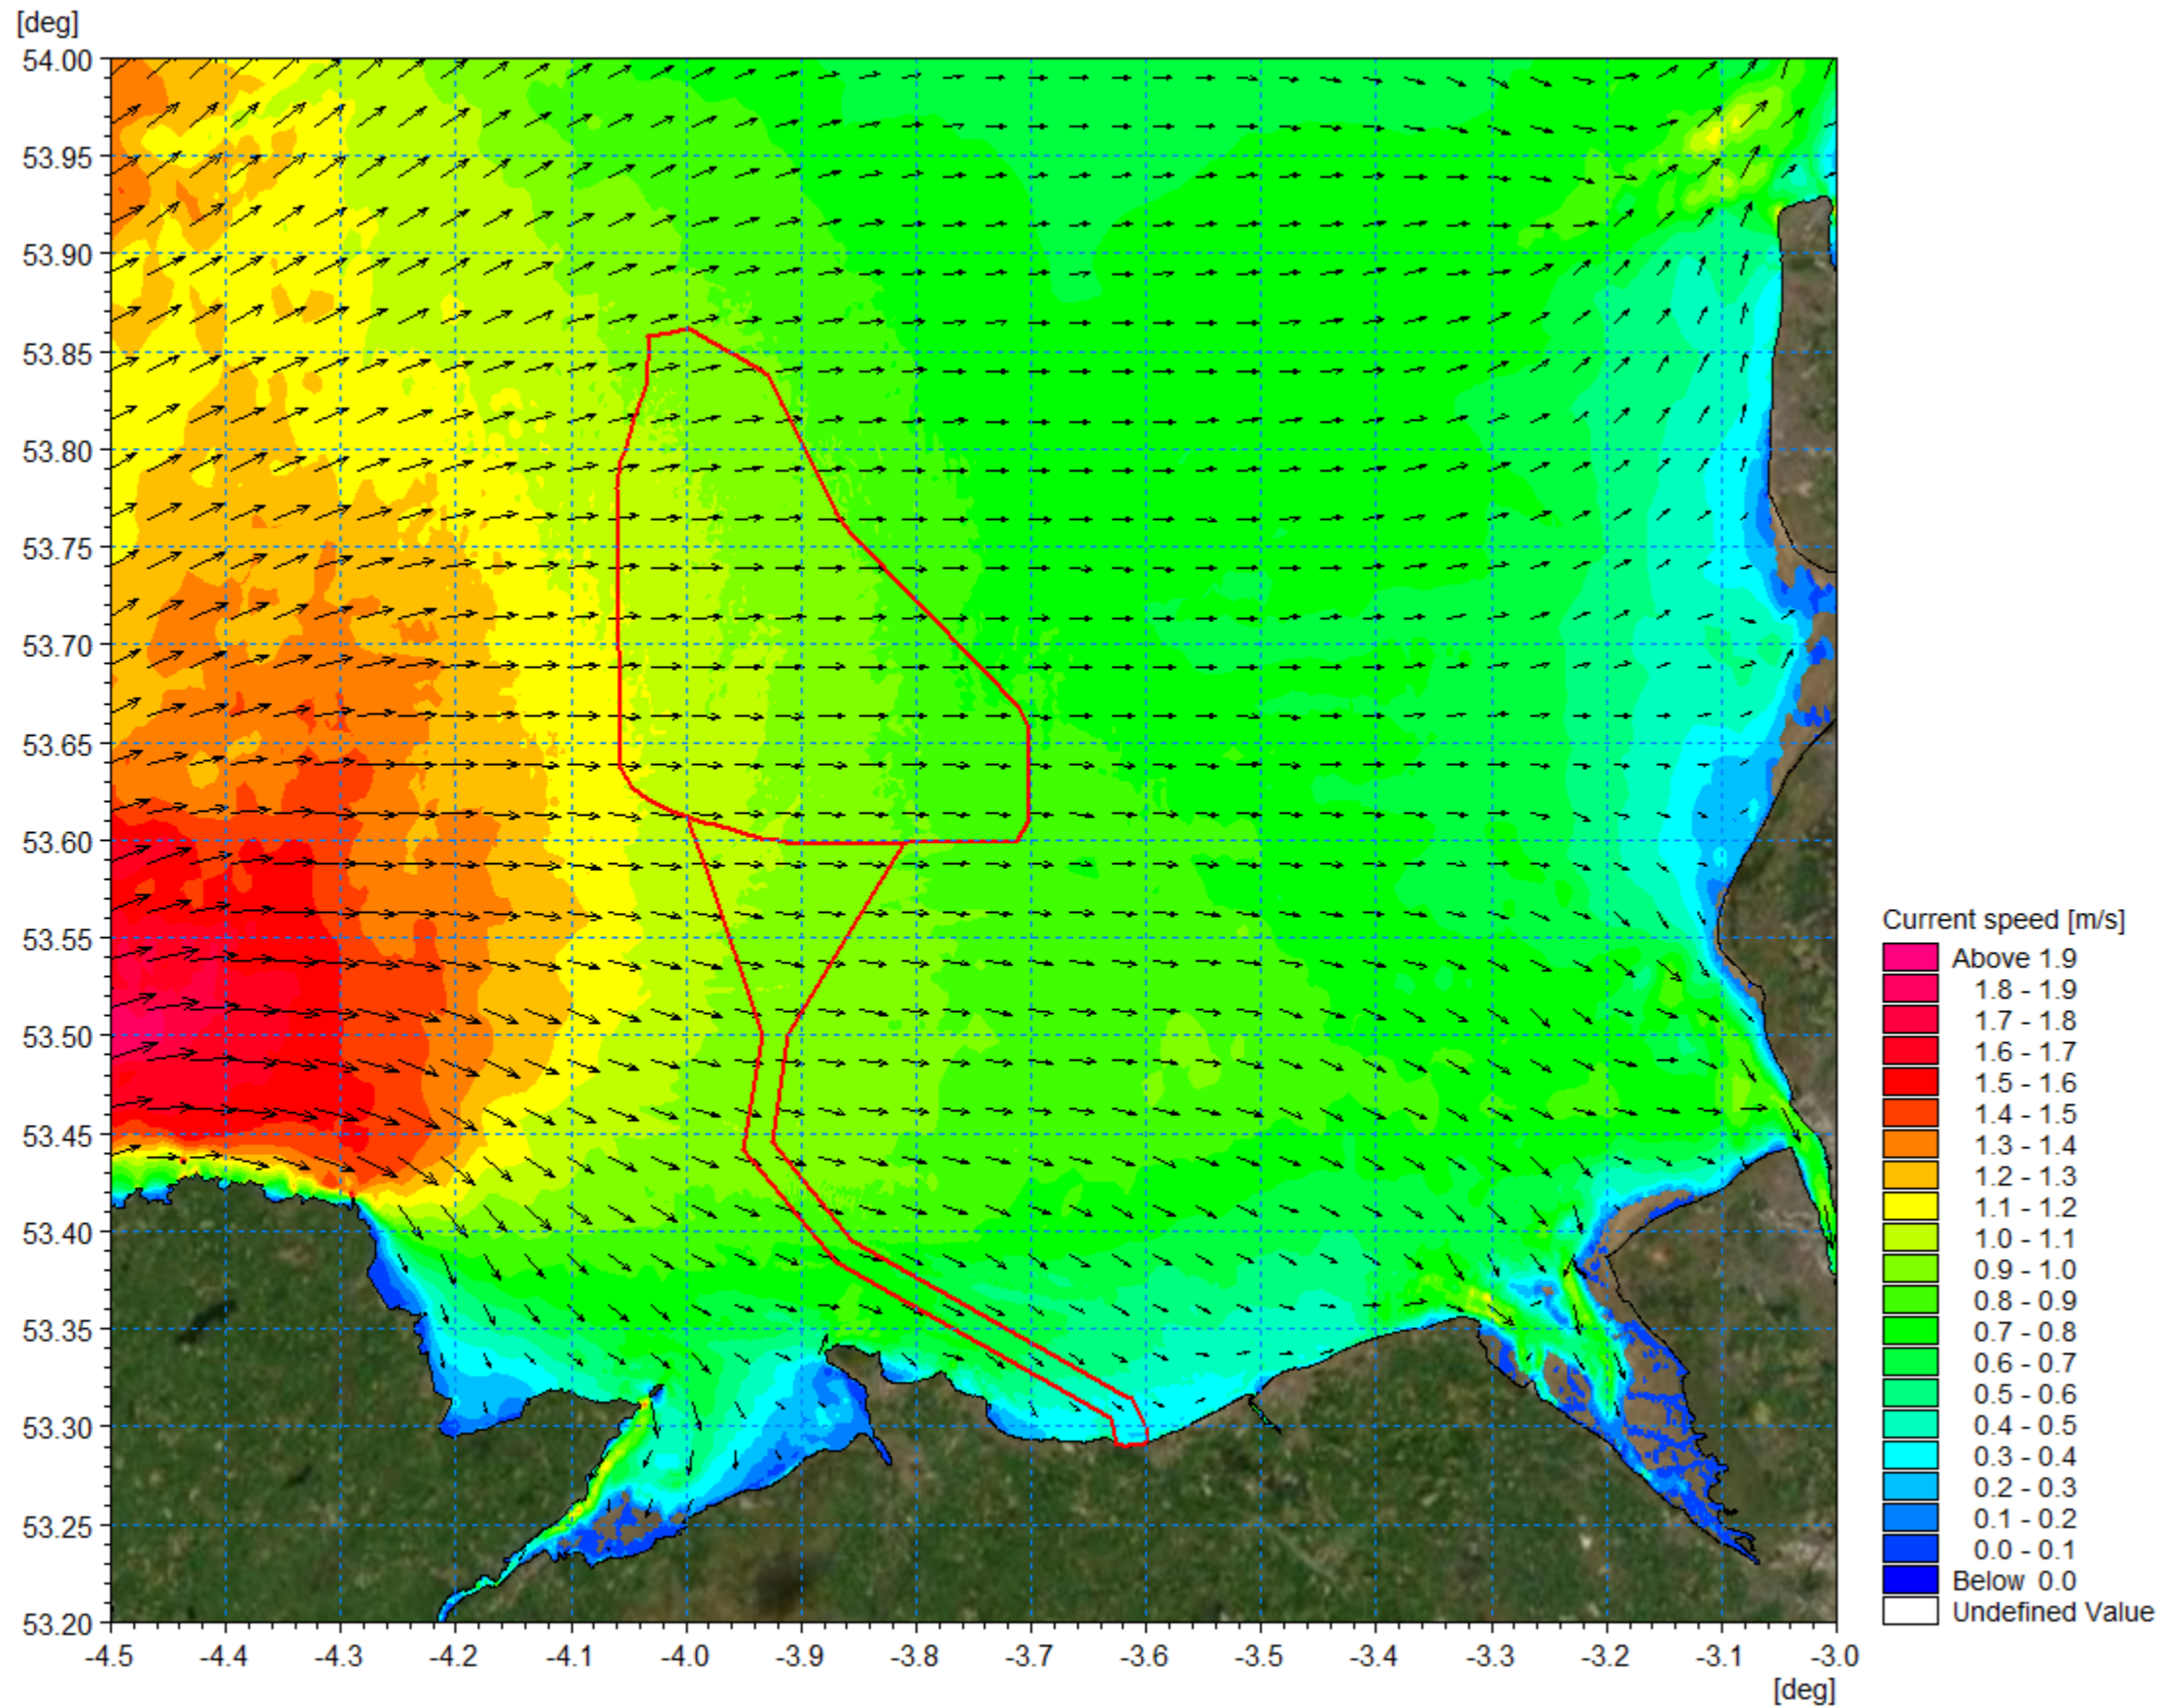 [deg]
54.00
53.95
53.90
53.85
53.80
53.75
53.70
53.65
53.60
53.55
53.50
53.45
53.40
53.35
53.30
53.25
53.20
-4.5 -4.4 -4.3 -4.2 -4.1 -4.0 -3.9 -3.8 -3.7 -3.6 -3.5 -3.4 -3.3 -3.2 -3.1 -3.0
[deg]
Current speed [m/s]
Above 1.9
1.8 - 1.9
1.7 - 1.8
1.6 - 1.7
1.5 - 1.6
1.4 - 1.5
1.3 - 1.4
1.2 - 1.3
1.1 - 1.2
1.0 - 1.1
0.9 - 1.0
0.8 - 0.9
0.7 - 0.8
0.6 - 0.7
0.5 - 0.6
0.4 - 0.5
0.3 - 0.4
0.2 - 0.3
0.1 - 0.2
0.0 - 0.1
Below 0.0
Undefined Value